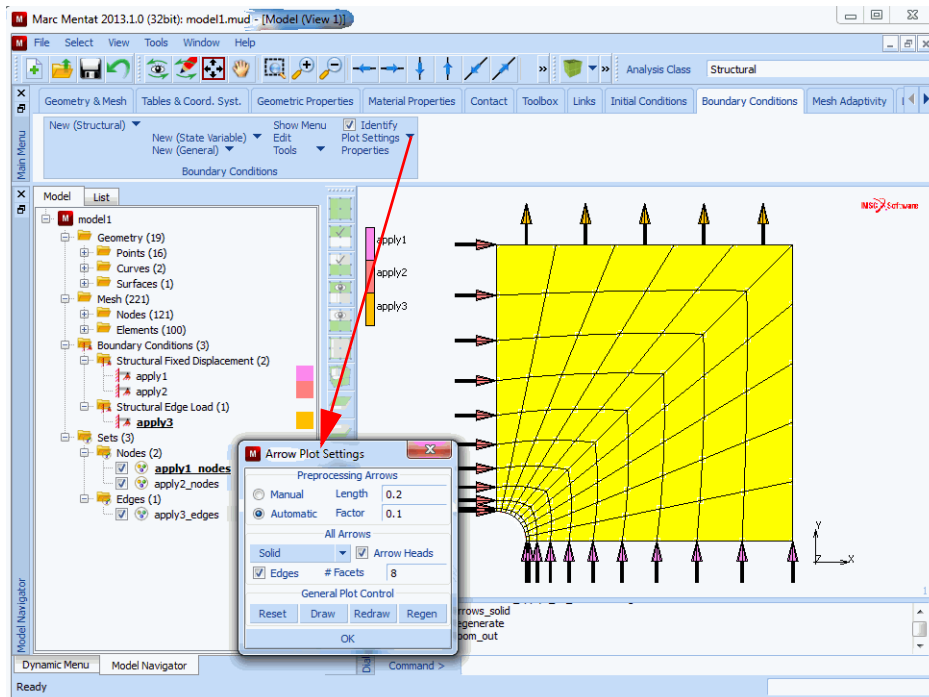 Marc Mentat 2013.1.0 (32bit): model1.mud - [Model (View 1)]
File Select View Tools Window Help
» » Analysis Class Structural
Geometry & Mesh Tables & Coord. Syst. Geometric Properties Material Properties Contact Toolbox Links Initial Conditions Boundary Conditions Mesh Adaptivity
Main Menu
New (Structural) Show Menu Identify
New (State Variable) Edit Plot Settings
New (General) Tools Properties
Boundary Conditions
Model List
model1
Geometry (19)
Points (16)
Curves (2)
Surfaces (1)
Mesh (221)
Nodes (121)
Elements (100)
Boundary Conditions (3)
Structural Fixed Displacement (2)
apply1
apply2
Structural Edge Load (1)
apply3
Sets (3)
Nodes (2)
apply1_nodes
apply2_nodes
Edges (1)
apply3_edges
Model Navigator
apply1
apply2
apply3
MSC Software
Y
Z X
1
Arrow Plot Settings
Preprocessing Arrows
Manual Length 0.2
Automatic Factor 0.1
All Arrows
Solid Arrow Heads
Edges # Facets 8
General Plot Control
Reset Draw Redraw Regen
OK
rrows_solid
egenerate
oom_out
Dial
Command >
Dynamic Menu Model Navigator
Ready